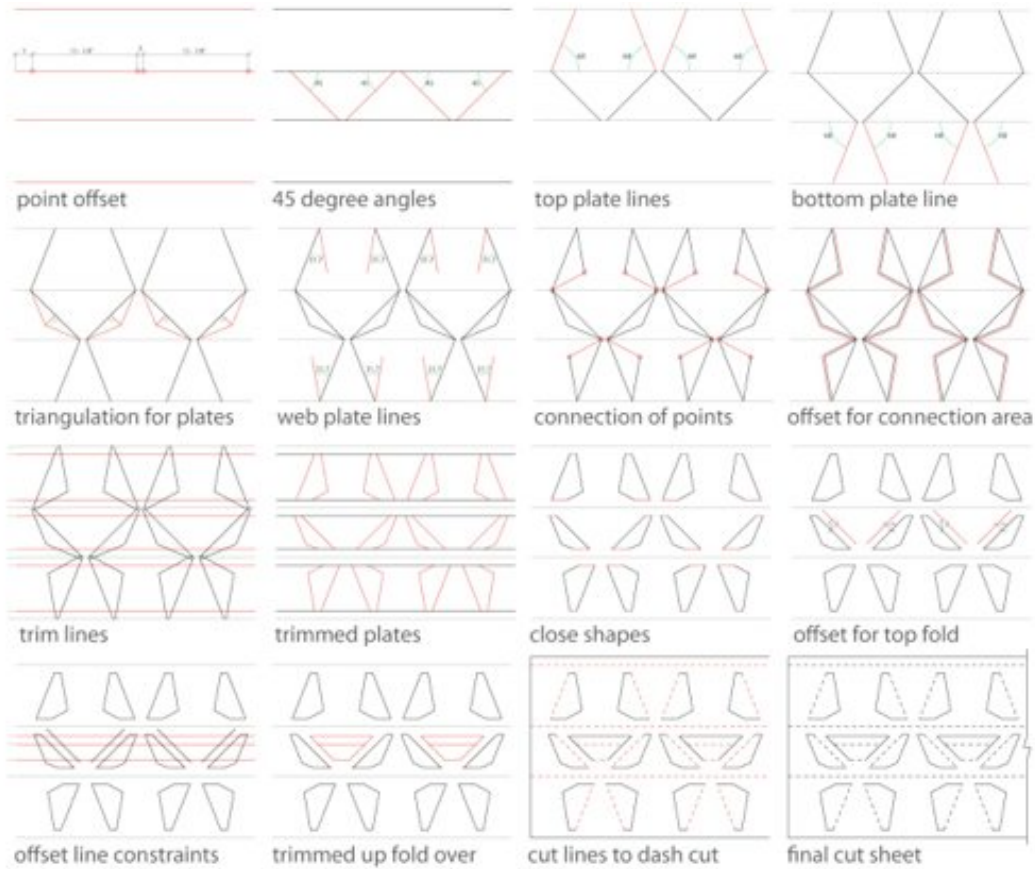 point offset
45 degree angles
top plate lines
bottom plate line
triangulation for plates
web plate lines
connection of points
offset for connection area
trim lines
trimmed plates
close shapes
offset for top fold
offset line constraints
trimmed up fold over
cut lines to dash cut
final cut sheet